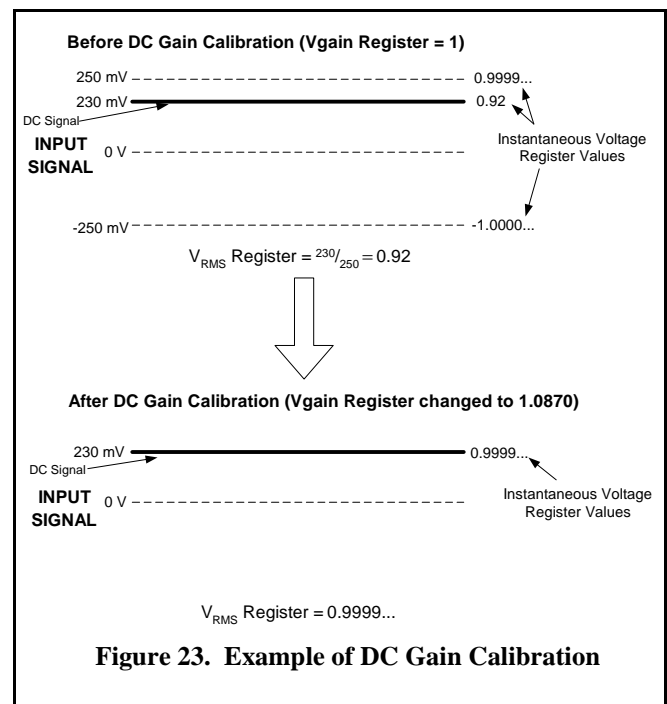 Before DC Gain Calibration (Vgain Register = 1)
250 mV
0.9999...
230 mV
0.92
DC Signal
INPUT
SIGNAL
0 V
Instantaneous Voltage
Register Values
-250 mV
-1.0000...
VRMS Register = 230/250 = 0.92
After DC Gain Calibration (Vgain Register changed to 1.0870)
230 mV
0.9999...
DC Signal
INPUT
SIGNAL
0 V
Instantaneous Voltage
Register Values
VRMS Register = 0.9999...
Figure 23. Example of DC Gain Calibration